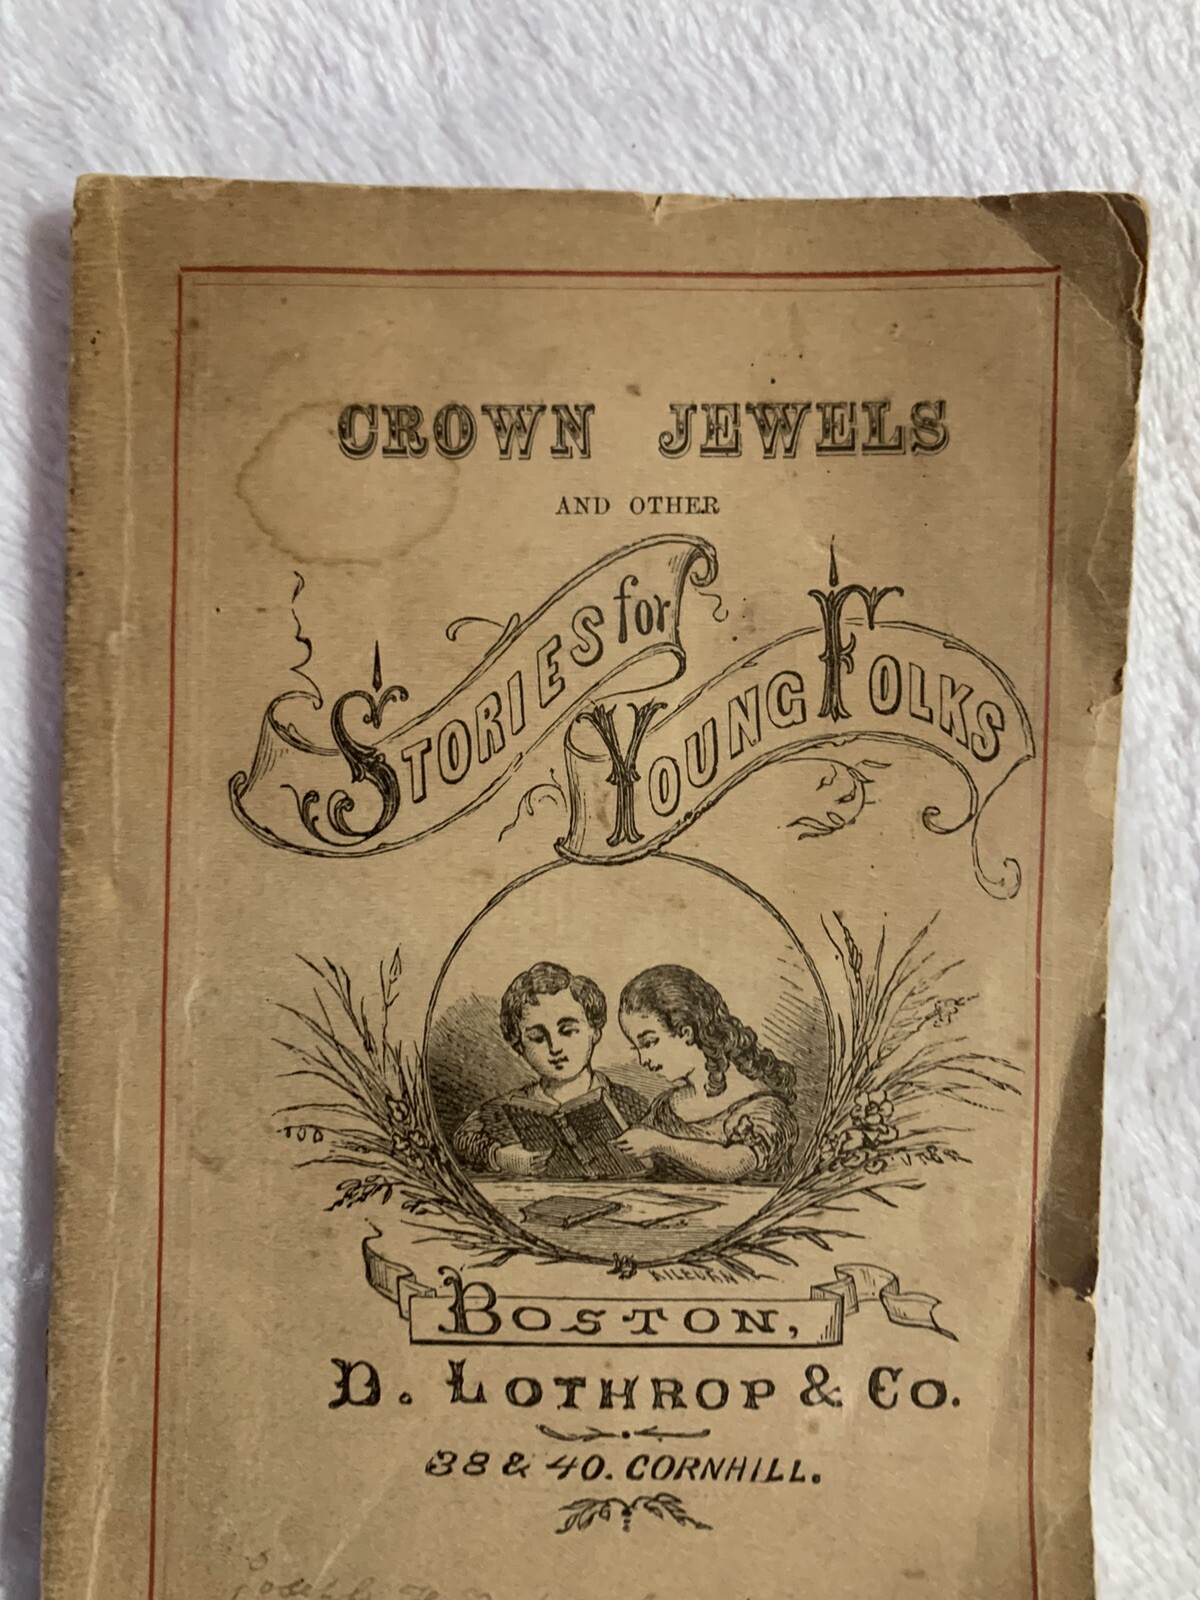 CROWN JEWELS
AND OTHER
STORIES for
YOUNG FOLKS
BOSTON,
D. LOTHROP & CO.
38 & 40. CORNHILL.